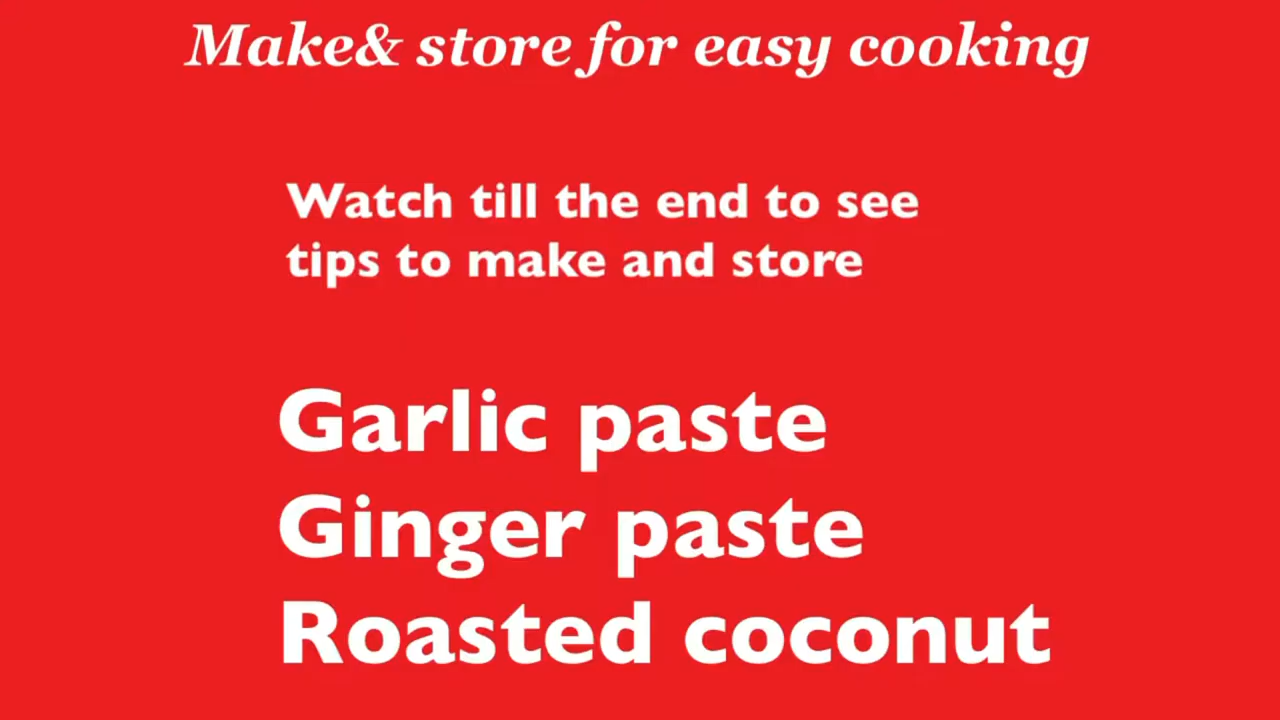 Make& store for easy cooking
Watch till the end to see
tips to make and store
Garlic paste
Ginger paste
Roasted coconut